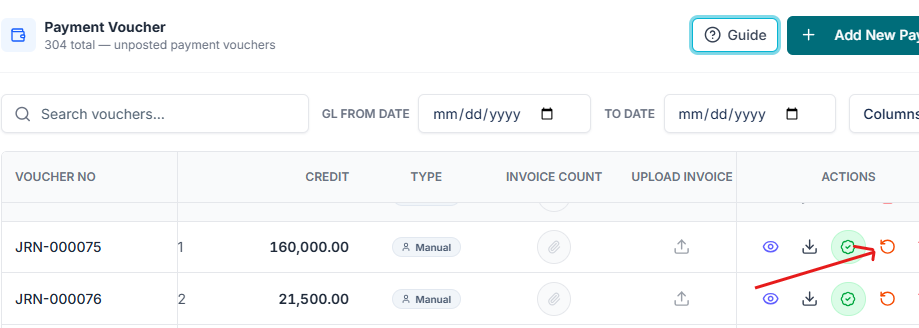 Payment Voucher
304 total — unposted payment vouchers
Guide
Add New Pay
Search vouchers...
GL FROM DATE
mm/dd/yyyy
TO DATE
mm/dd/yyyy
Columns
VOUCHER NO CREDIT TYPE INVOICE COUNT UPLOAD INVOICE ACTIONS
JRN-000075 1 160,000.00 Manual
JRN-000076 2 21,500.00 Manual